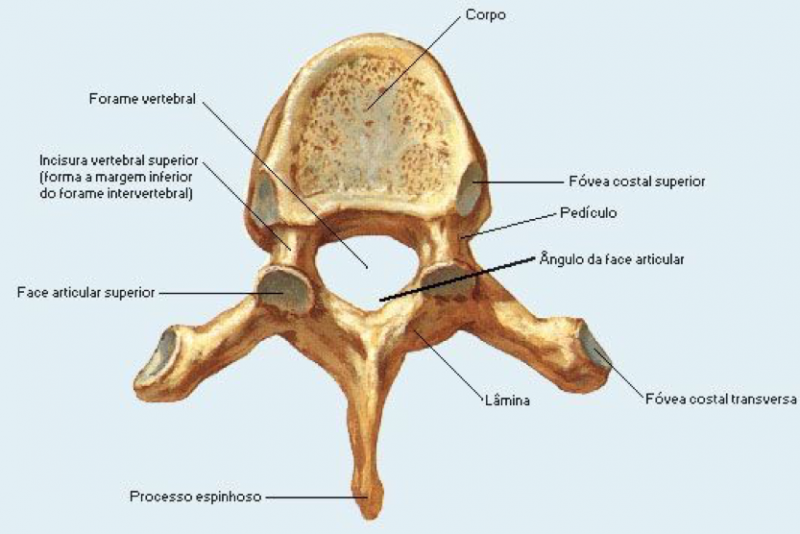 Corpo
Forame vertebral
Incisura vertebral superior
(forma a margem inferior
do forame intervertebral)
Fóvea costal superior
Pedículo
Ângulo da face articular
Face articular superior
Lâmina
Fóvea costal transversa
Processo espinhoso